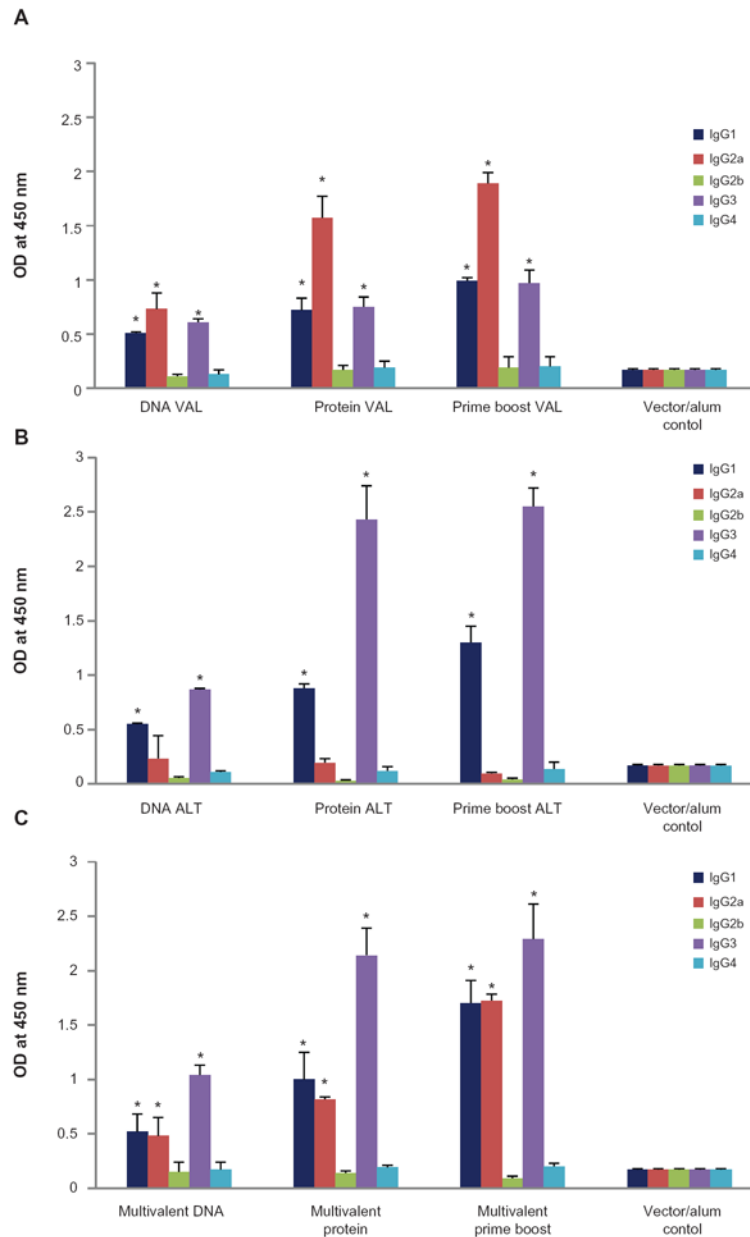 A
OD at 450 nm
3
2.5
2
1.5
1
0.5
0
* * *
* * *
* * *
IgG1
IgG2a
IgG2b
IgG3
IgG4
DNA VAL Protein VAL Prime boost VAL Vector/alum
contol
B
OD at 450 nm
3
2.5
2
1.5
1
0.5
0
* *
* *
* *
IgG1
IgG2a
IgG2b
IgG3
IgG4
DNA ALT Protein ALT Prime boost ALT Vector/alum
contol
C
OD at 450 nm
3
2.5
2
1.5
1
0.5
0
* * *
* * *
* * *
IgG1
IgG2a
IgG2b
IgG3
IgG4
Multivalent DNA Multivalent Multivalent Vector/alum
protein prime boost contol